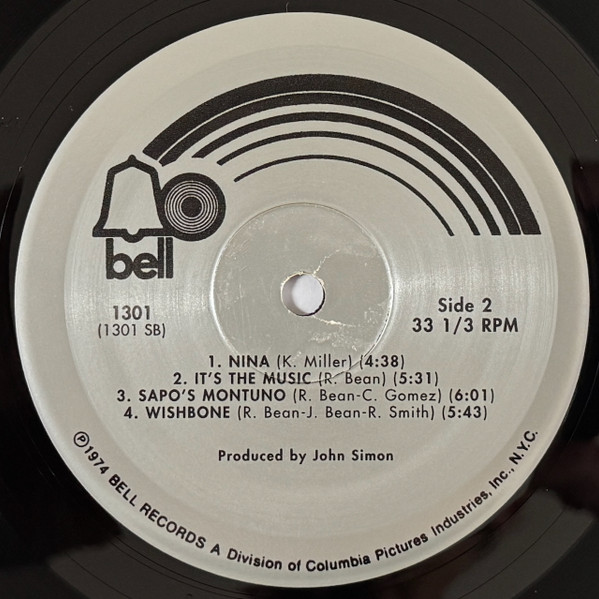 bell
1301
(1301 SB)
Side 2
33 1/3 RPM
1. NINA (K. Miller) (4:38)
2. IT'S THE MUSIC (R. Bean) (5:31)
3. SAPO'S MONTUNO (R. Bean-C. Gomez) (6:01)
4. WISHBONE (R. Bean-J. Bean-R. Smith) (5:43)
Produced by John Simon
℗1974 BELL RECORDS A Division of Columbia Pictures Industries, Inc., N.Y.C.